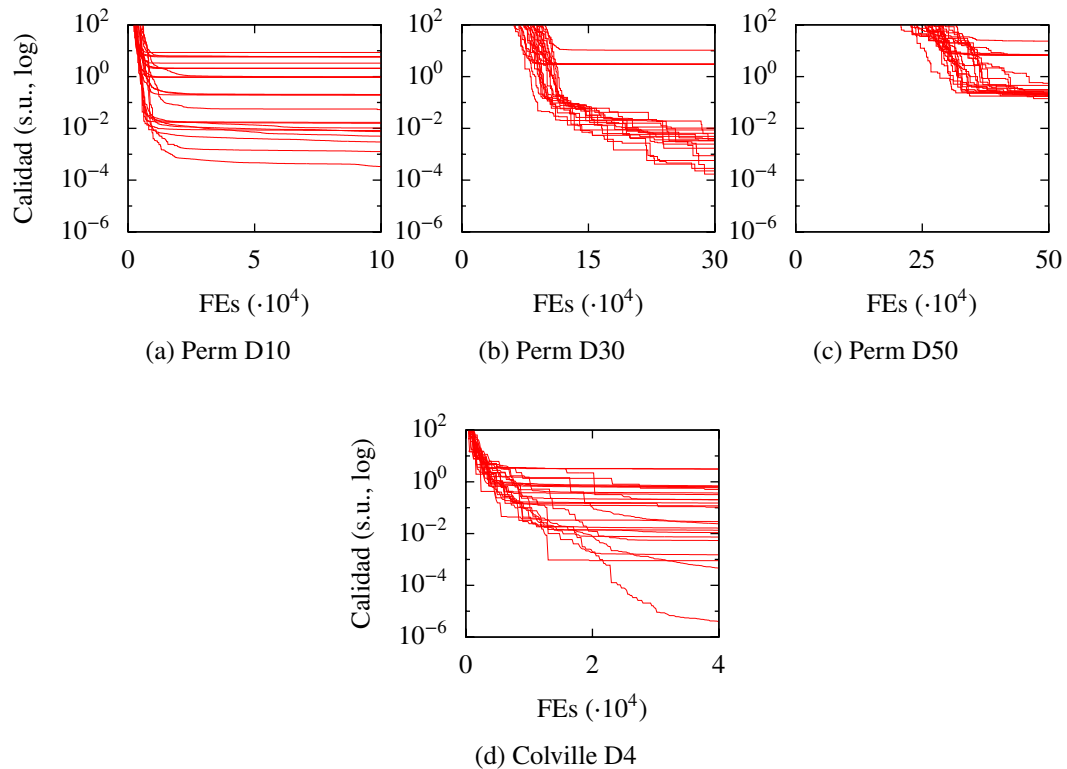 Calidad (s.u., log)
10^2
10^0
10^-2
10^-4
10^-6
0 5 10
FEs (·10^4)
(a) Perm D10
10^2
10^0
10^-2
10^-4
10^-6
0 15 30
FEs (·10^4)
(b) Perm D30
10^2
10^0
10^-2
10^-4
10^-6
0 25 50
FEs (·10^4)
(c) Perm D50
Calidad (s.u., log)
10^2
10^0
10^-2
10^-4
10^-6
0 2 4
FEs (·10^4)
(d) Colville D4